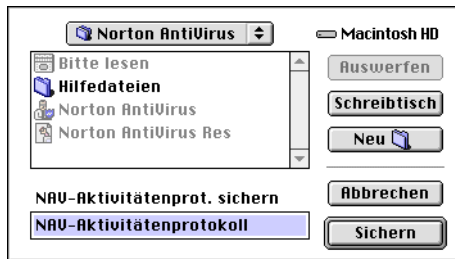 Norton AntiVirus
Macintosh HD
Bitte lesen
Hilfedateien
Norton AntiVirus
Norton AntiVirus Res
Auswerfen
Schreibtisch
Neu
NAV-Aktivitätenprot. sichern
NAV-Aktivitätenprotokoll
Abbrechen
Sichern